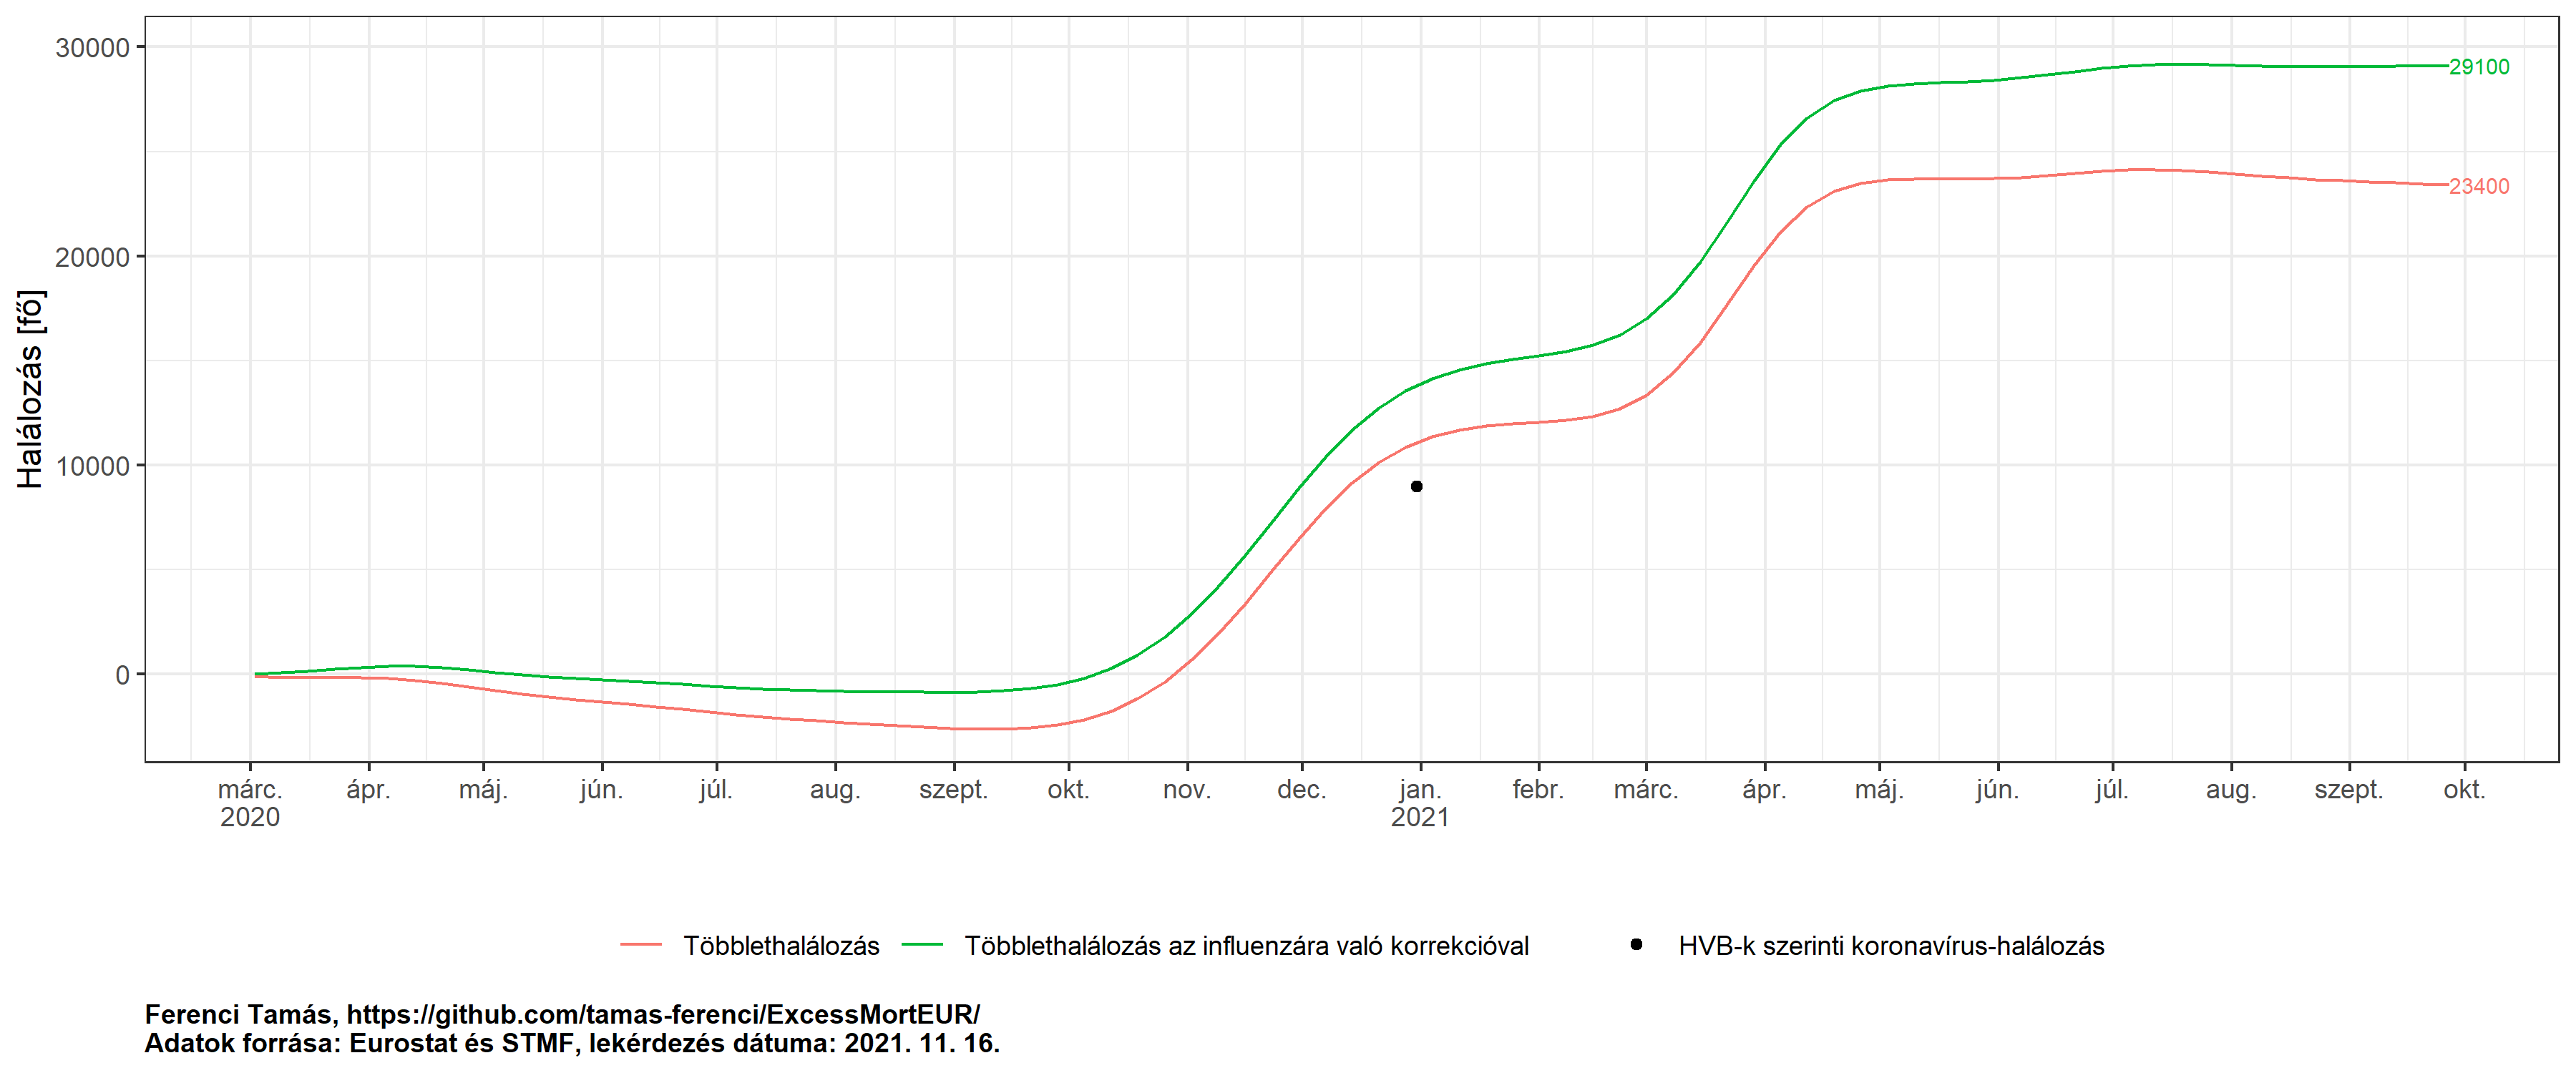 30000
20000
10000
0
Halálozás [fő]
29100
23400
márc. ápr. máj. jún. júl. aug. szept. okt. nov. dec. jan. febr. márc. ápr. máj. jún. júl. aug. szept. okt.
2020 2021
Többlethalálozás Többlethalálozás az influenzára való korrekcióval HVB-k szerinti koronavírus-halálozás
Ferenci Tamás, https://github.com/tamas-ferenci/ExcessMortEUR/
Adatok forrása: Eurostat és STMF, lekérdezés dátuma: 2021. 11. 16.